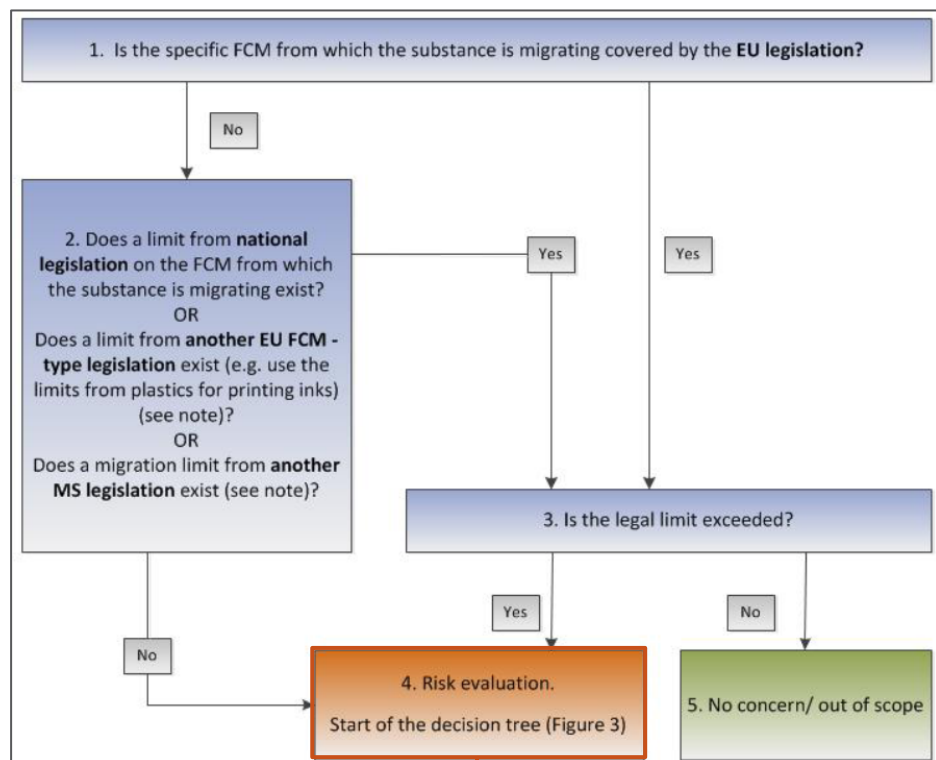 1. Is the specific FCM from which the substance is migrating covered by the EU legislation?
No
2. Does a limit from national
legislation on the FCM from which
the substance is migrating exist?
OR
Does a limit from another EU FCM -
type legislation exist (e.g. use the
limits from plastics for printing inks)
(see note)?
OR
Does a migration limit from another
MS legislation exist (see note)?
Yes
Yes
3. Is the legal limit exceeded?
Yes
No
No
4. Risk evaluation.
Start of the decision tree (Figure 3)
5. No concern/ out of scope